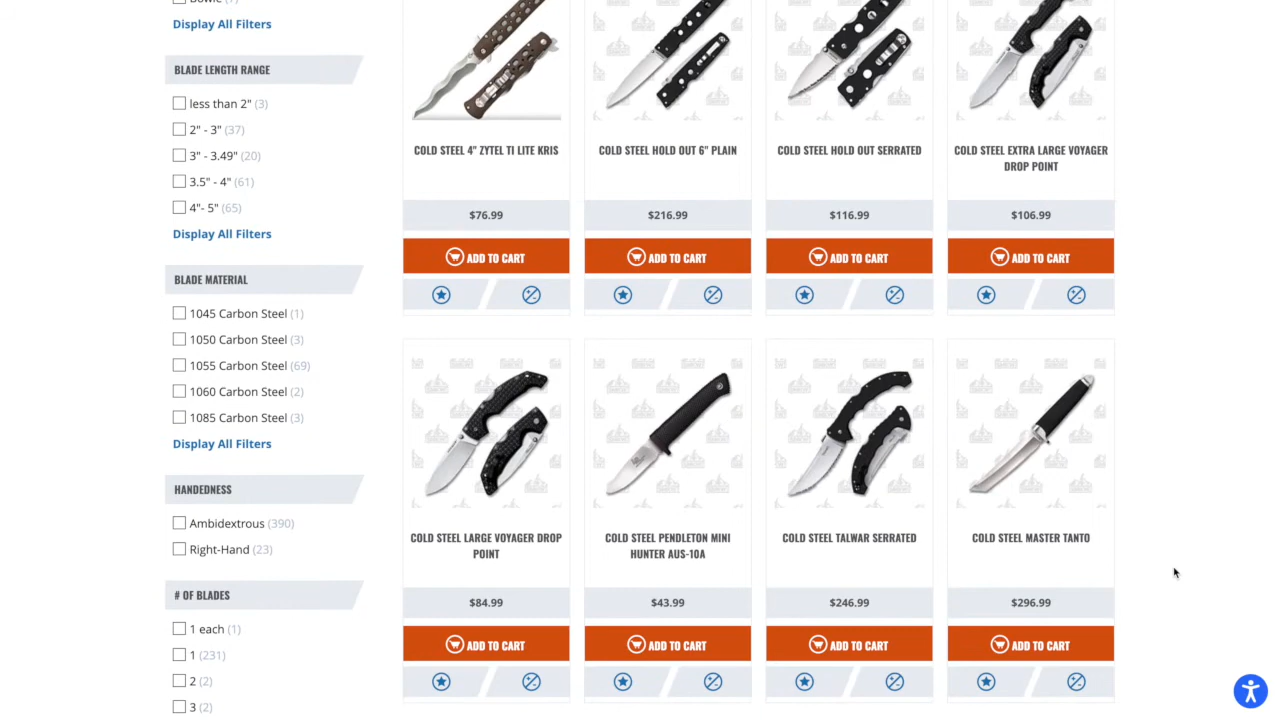 Display All Filters
BLADE LENGTH RANGE
less than 2" (3)
2" - 3" (37)
3" - 3.49" (20)
3.5" - 4" (61)
4"- 5" (65)
Display All Filters
BLADE MATERIAL
1045 Carbon Steel (1)
1050 Carbon Steel (3)
1055 Carbon Steel (69)
1060 Carbon Steel (2)
1085 Carbon Steel (3)
Display All Filters
HANDEDNESS
Ambidextrous (390)
Right-Hand (23)
# OF BLADES
1 each (1)
1 (231)
2 (2)
3 (2)
COLD STEEL 4" ZYTEL TI LITE KRIS
$76.99
ADD TO CART
COLD STEEL HOLD OUT 6" PLAIN
$216.99
ADD TO CART
COLD STEEL HOLD OUT SERRATED
$116.99
ADD TO CART
COLD STEEL EXTRA LARGE VOYAGER
DROP POINT
$106.99
ADD TO CART
COLD STEEL LARGE VOYAGER DROP
POINT
$84.99
ADD TO CART
COLD STEEL PENDLETON MINI
HUNTER AUS-10A
$43.99
ADD TO CART
COLD STEEL TALWAR SERRATED
$246.99
ADD TO CART
COLD STEEL MASTER TANTO
$296.99
ADD TO CART